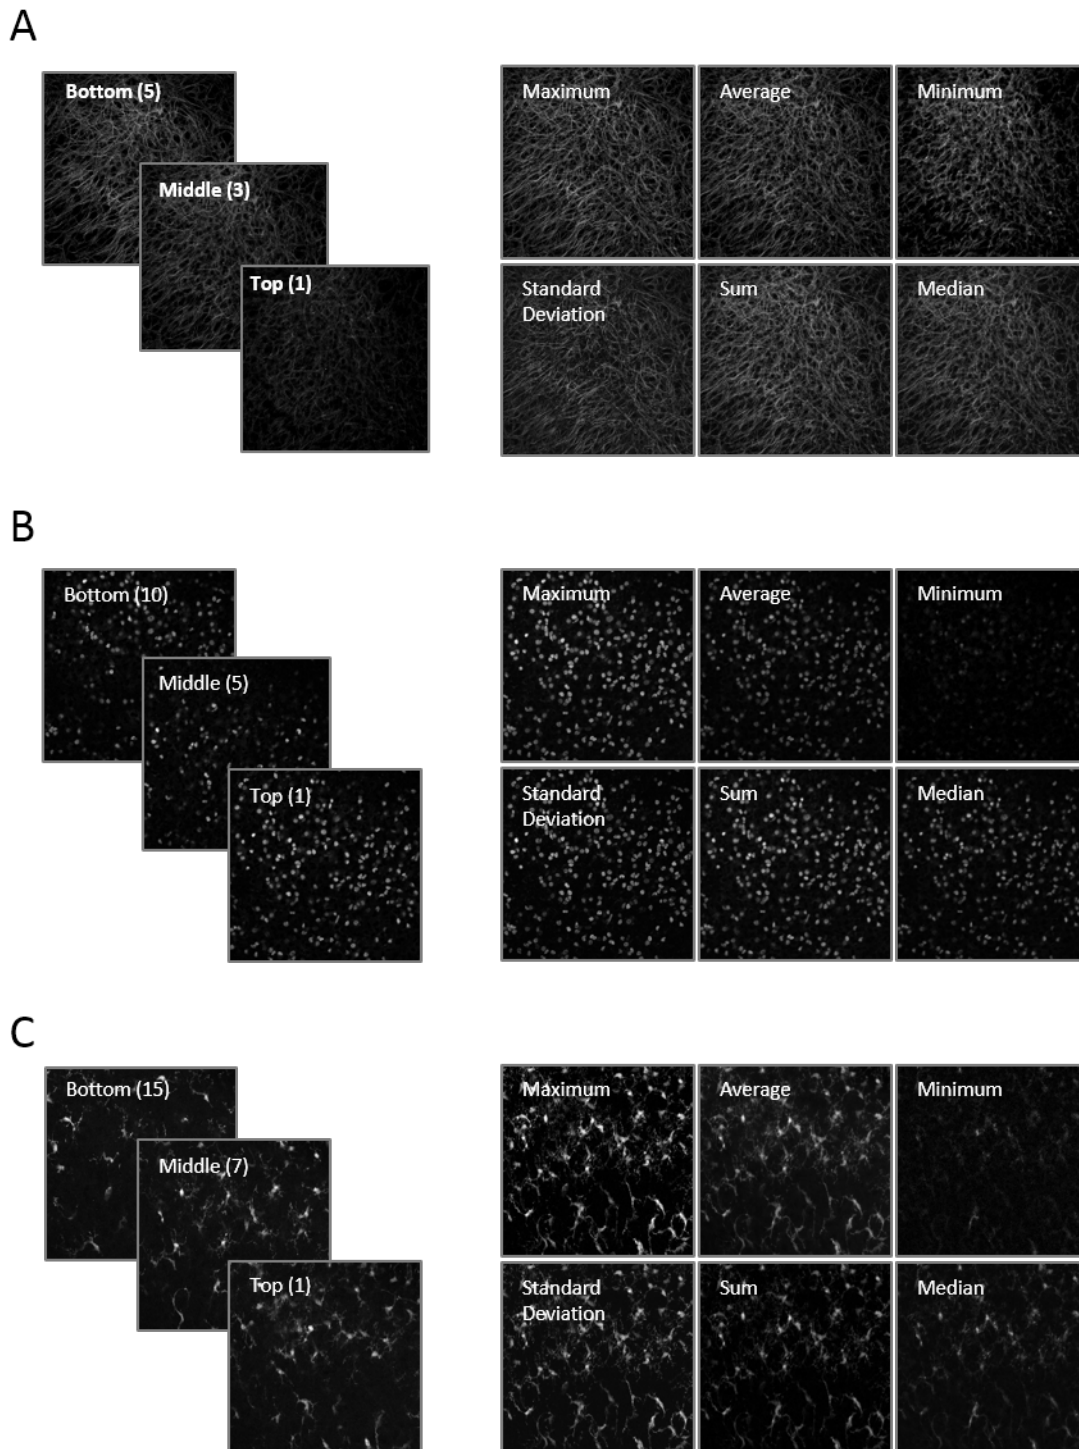 A
Bottom (5)
Middle (3)
Top (1)
Maximum
Average
Minimum
Standard
Deviation
Sum
Median
B
Bottom (10)
Middle (5)
Top (1)
Maximum
Average
Minimum
Standard
Deviation
Sum
Median
C
Bottom (15)
Middle (7)
Top (1)
Maximum
Average
Minimum
Standard
Deviation
Sum
Median